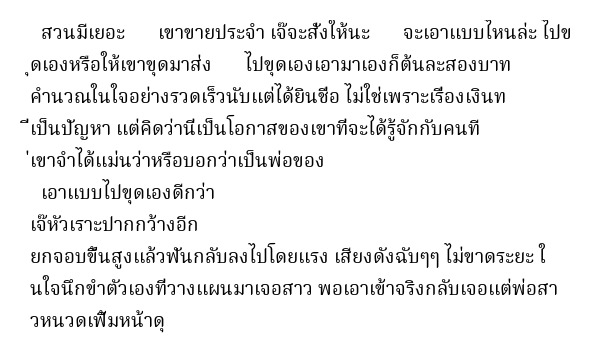 สวนมีเยอะ เขาขายประจำ เจ๊จะสั่งให้นะ จะเอาแบบไหนล่ะ ไปข
ุดเองหรือให้เขาขุดมาส่ง ไปขุดเองเอามาเองก็ต้นละสองบาท
คำนวณในใจอย่างรวดเร็วนับแต่ได้ยินชื่อ ไม่ใช่เพราะเรื่องเงินท
ี่เป็นปัญหา แต่คิดว่านี่เป็นโอกาสของเขาที่จะได้รู้จักกับคนที
่เขาจำได้แม่นว่าหรือบอกว่าเป็นพ่อของ
เอาแบบไปขุดเองดีกว่า
เจ๊หัวเราะปากกว้างอีก
ยกจอบขึ้นสูงแล้วฟันกลับลงไปโดยแรง เสียงดังฉับๆๆ ไม่ขาดระยะ ใ
นใจนึกขำตัวเองที่วางแผนมาเจอสาว พอเอาเข้าจริงกลับเจอแต่พ่อสา
วหนวดเฟิ้มหน้าดุ